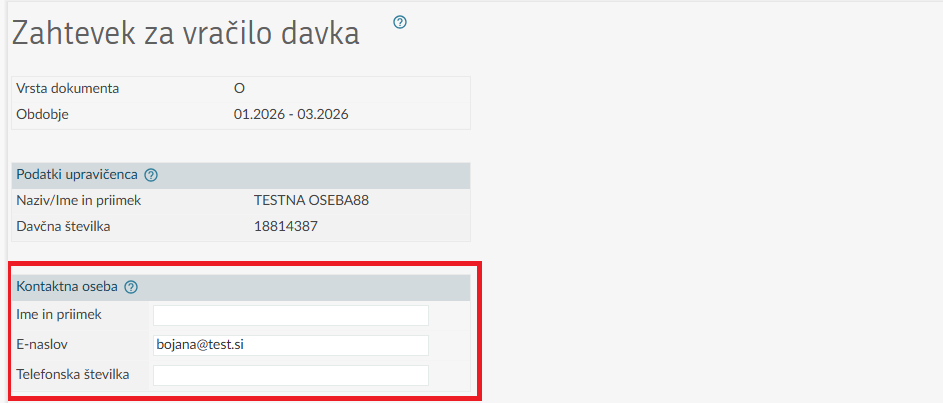 Zahtevek za vračilo davka ?
Vrsta dokumenta O
Obdobje 01.2026 - 03.2026
Podatki upravičenca ?
Naziv/Ime in priimek TESTNA OSEBA88
Davčna številka 18814387
Kontaktna oseba ?
Ime in priimek
E-naslov bojana@test.si
Telefonska številka